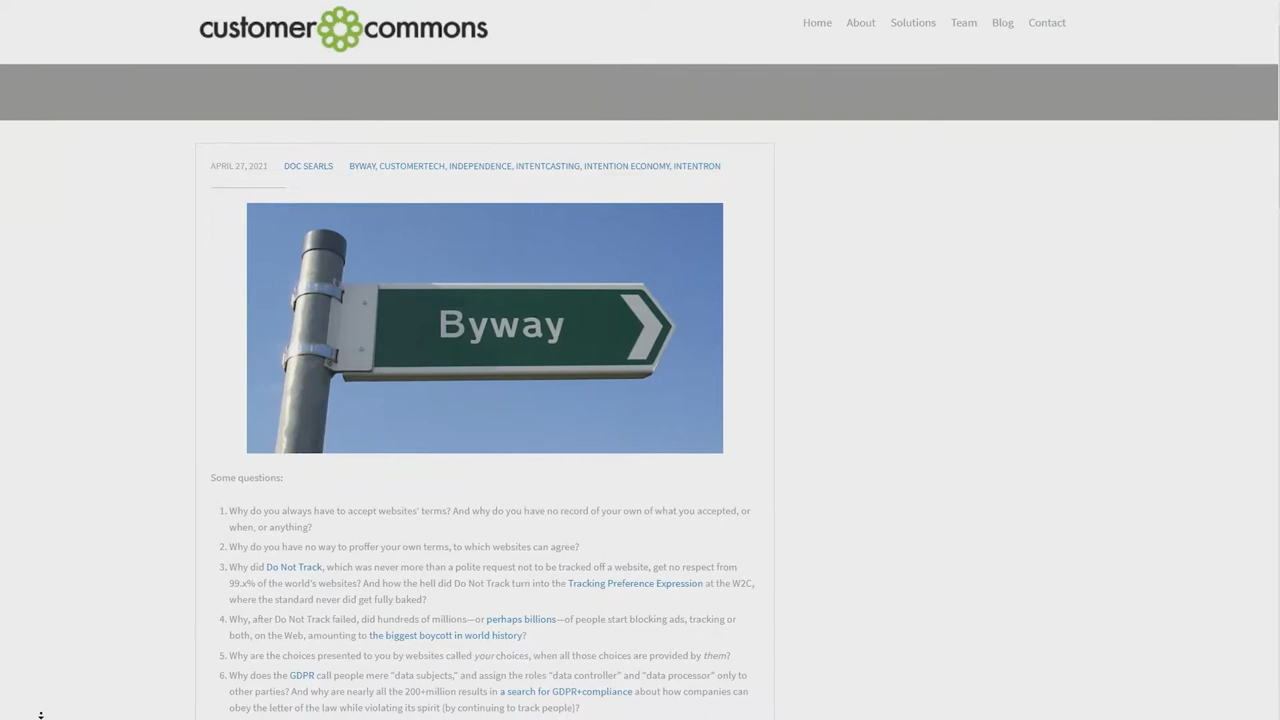 customer commons
Home About Solutions Team Blog Contact
APRIL 27, 2021 DOC SEARLS BYWAY, CUSTOMERTECH, INDEPENDENCE, INTENTCASTING, INTENTION ECONOMY, INTENTRON
Byway
Some questions:
1. Why do you always have to accept websites' terms? And why do you have no record of your own of what you accepted, or
when, or anything?
2. Why do you have no way to proffer your own terms, to which websites can agree?
3. Why did Do Not Track, which was never more than a polite request not to be tracked off a website, get no respect from
99.x% of the world's websites? And how the hell did Do Not Track turn into the Tracking Preference Expression at the W2C,
where the standard never did get fully baked?
4. Why, after Do Not Track failed, did hundreds of millions—or perhaps billions—of people start blocking ads, tracking or
both, on the Web, amounting to the biggest boycott in world history?
5. Why are the choices presented to you by websites called your choices, when all those choices are provided by them?
6. Why does the GDPR call people mere “data subjects,” and assign the roles “data controller” and “data processor” only to
other parties? And why are nearly all the 200+million results in a search for GDPR+compliance about how companies can
obey the letter of the law while violating its spirit (by continuing to track people)?